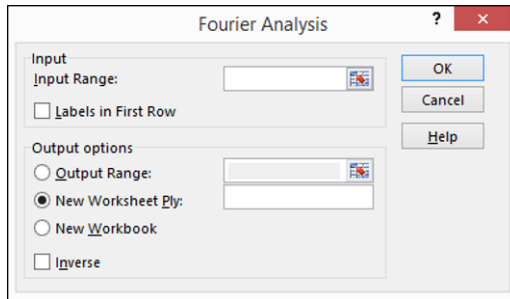 Fourier Analysis
?
Input
Input Range:
Labels in First Row
OK
Cancel
Help
Output options
Output Range:
New Worksheet Ply:
New Workbook
Inverse